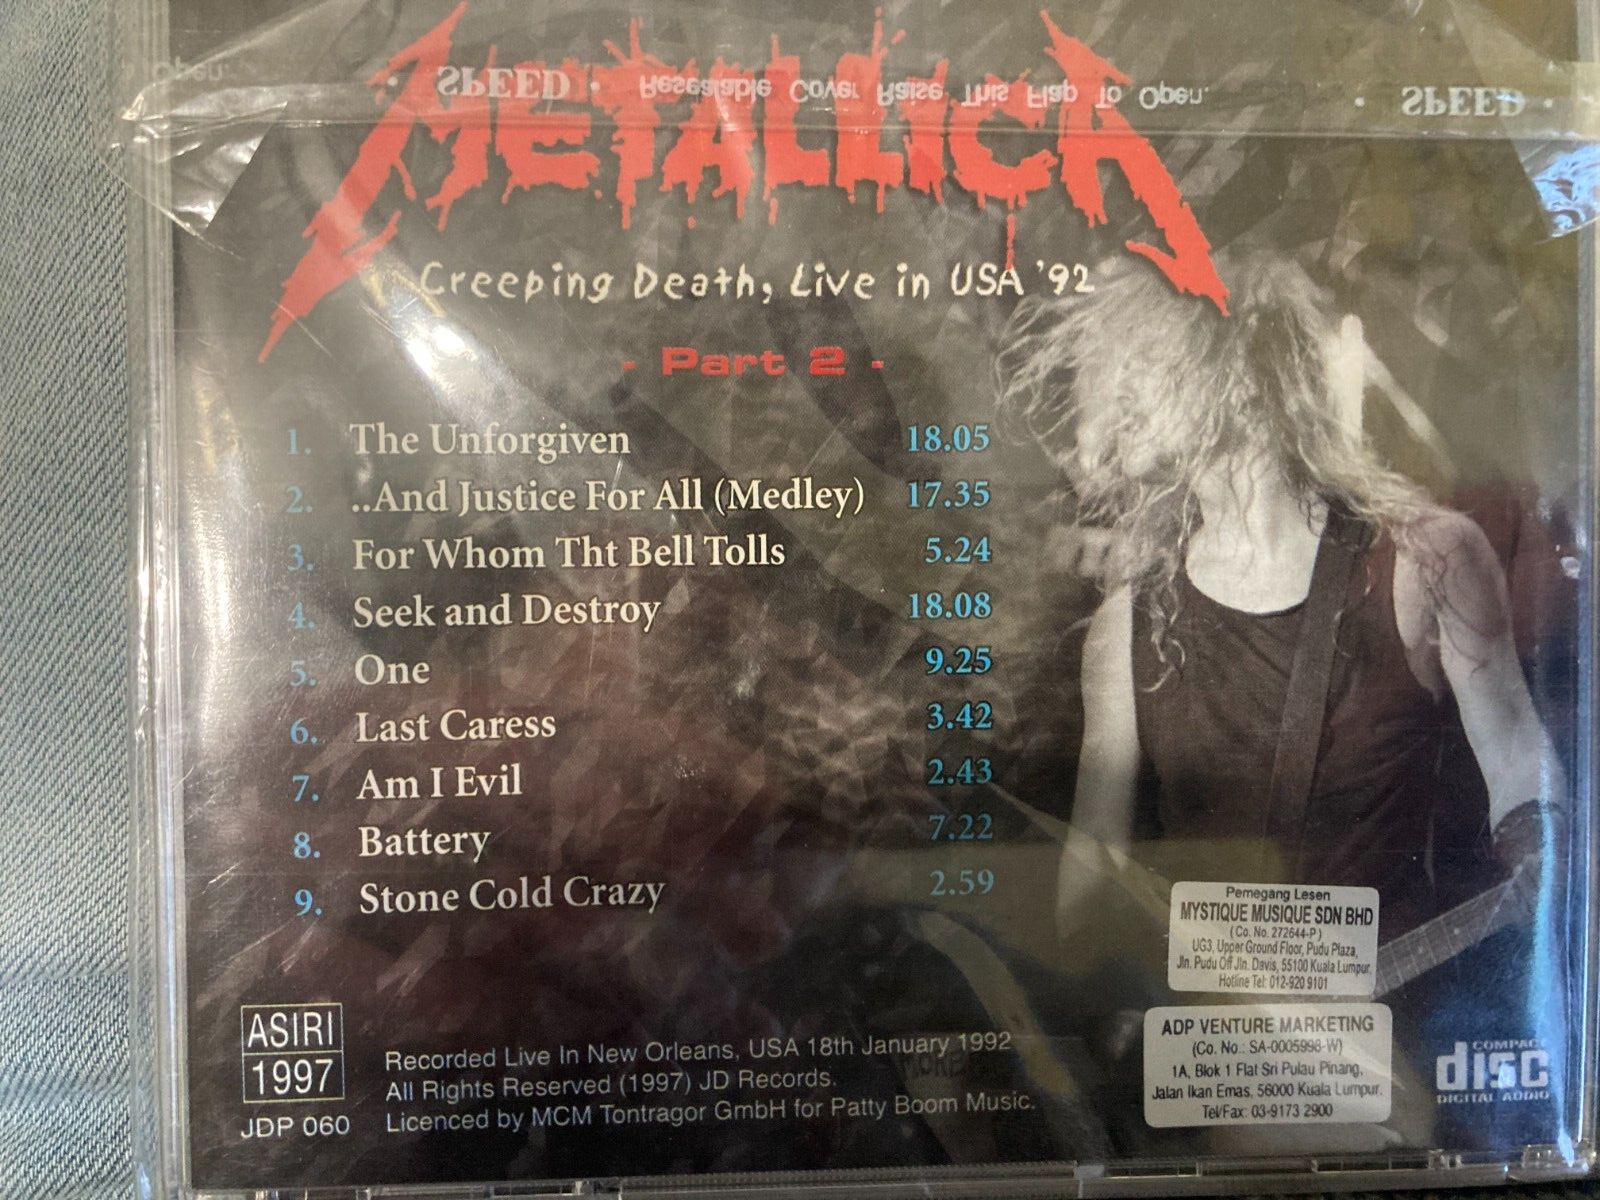 METALLICA
Open.
· SPEED · Resealable Cover Raise This Flap To Open. · SPEED ·
Creeping Death, Live in USA '92
- Part 2 -
1. The Unforgiven 18.05
2. ..And Justice For All (Medley) 17.35
3. For Whom Tht Bell Tolls 5.24
4. Seek and Destroy 18.08
5. One 9.25
6. Last Caress 3.42
7. Am I Evil 2.43
8. Battery 7.22
9. Stone Cold Crazy 2.59
ASIRI
1997
JDP 060
Recorded Live In New Orleans, USA 18th January 1992
All Rights Reserved (1997) JD Records.
Licenced by MCM Tontragor GmbH for Patty Boom Music.
Pemegang Lesen
MYSTIQUE MUSIQUE SDN BHD
(Co. No. 272644-P)
UG3, Upper Ground Floor, Pudu Plaza,
Jln. Pudu Off Jln. Davis, 55100 Kuala Lumpur.
Hotline Tel: 012-920 9101
ADP VENTURE MARKETING
(Co. No.: SA-0005998-W)
1A, Blok 1 Flat Sri Pulau Pinang,
Jalan Ikan Emas, 56000 Kuala Lumpur.
Tel/Fax: 03-9173 2900
COMPACT
disc
DIGITAL AUDIO